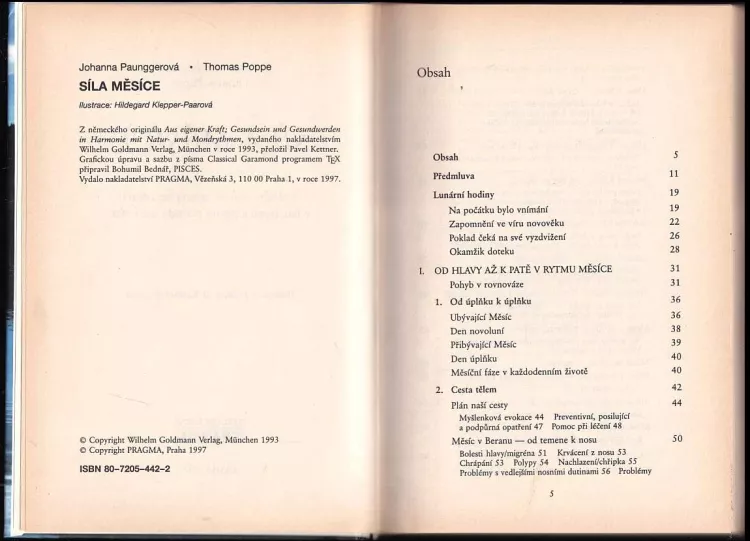 Johanna Paunggerová • Thomas Poppe
SÍLA MĚSÍCE
Ilustrace: Hildegard Klepper-Paarová
Z německého originálu Aus eigener Kraft; Gesundsein und Gesundwerden
in Harmonie mit Natur- und Mondrythmen, vydaného nakladatelstvím
Wilhelm Goldmann Verlag, München v roce 1993, přeložil Pavel Kettner.
Grafickou úpravu a sazbu z písma Classical Garamond programem TEX
připravil Bohumil Bednář, PISCES.
Vydalo nakladatelství PRAGMA, Vězeňská 3, 110 00 Praha 1, v roce 1997.
© Copyright Wilhelm Goldmann Verlag, München 1993
© Copyright PRAGMA, Praha 1997
ISBN 80-7205-442-2
Obsah
Obsah 5
Předmluva 11
Lunární hodiny 19
Na počátku bylo vnímání 19
Zapomnění ve víru novověku 22
Poklad čeká na své vyzdvižení 26
Okamžik doteku 28
I. OD HLAVY AŽ K PATĚ V RYTMU MĚSÍCE 31
Pohyb v rovnováze 31
1. Od úplňku k úplňku 36
Ubývající Měsíc 36
Den novoluní 38
Přibývající Měsíc 39
Den úplňku 40
Měsíční fáze v každodenním životě 40
2. Cesta tělem 42
Plán naší cesty 44
Myšlenková evokace 44 Preventivní, posilující
a podpůrná opatření 47 Pomoc při léčení 48
Měsíc v Beranu — od temene k nosu 50
Bolesti hlavy/migréna 51 Krvácení z nosu 53
Chrápání 53 Polypy 54 Nachlazení/chřipka 55
Problémy s vedlejšími nosními dutinami 56 Problémy
5